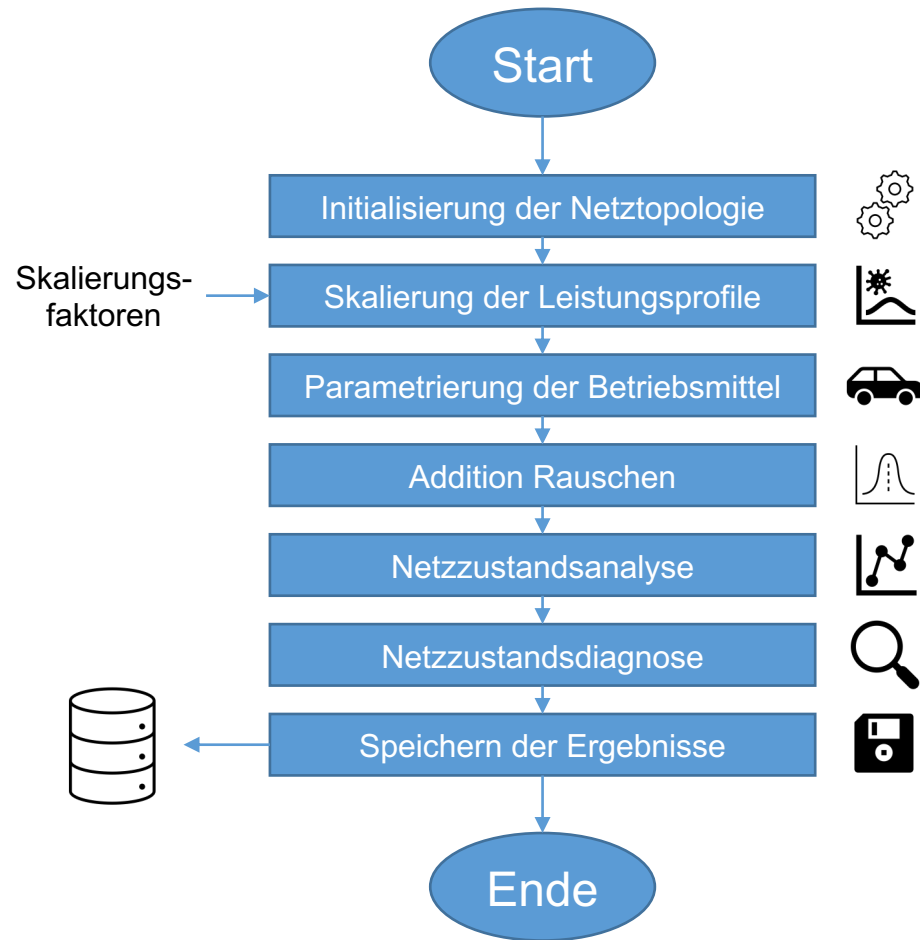 Start
Initialisierung der Netztopologie
Skalierungs-
faktoren
Skalierung der Leistungsprofile
Parametrierung der Betriebsmittel
Addition Rauschen
Netzzustandsanalyse
Netzzustandsdiagnose
Speichern der Ergebnisse
Ende